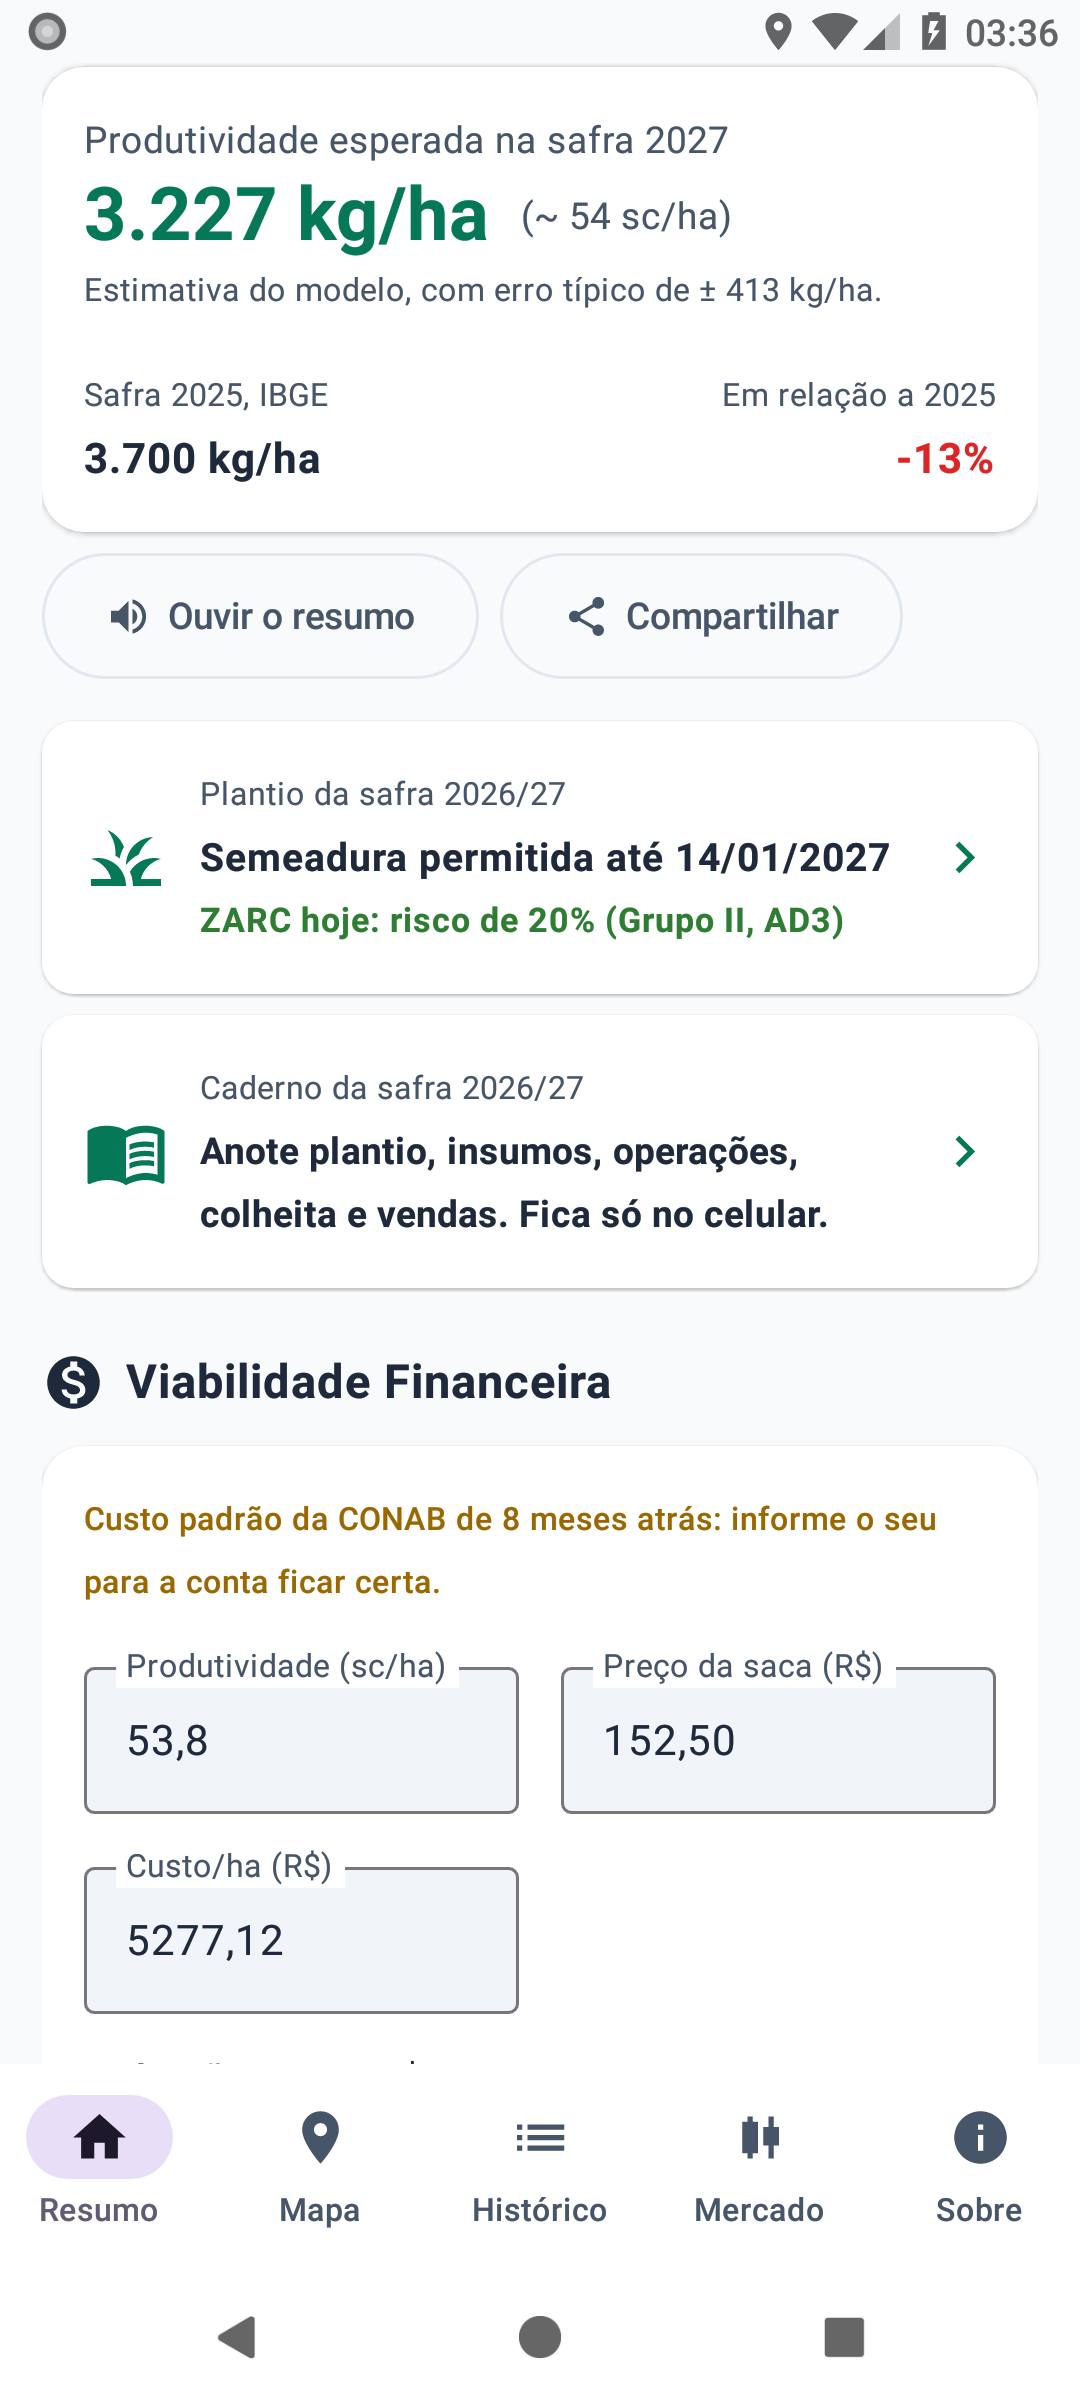 03:36
Produtividade esperada na safra 2027
3.227 kg/ha (~ 54 sc/ha)
Estimativa do modelo, com erro típico de ± 413 kg/ha.
Safra 2025, IBGE
Em relação a 2025
3.700 kg/ha
-13%
Ouvir o resumo
Compartilhar
Plantio da safra 2026/27
Semeadura permitida até 14/01/2027
ZARC hoje: risco de 20% (Grupo II, AD3)
Caderno da safra 2026/27
Anote plantio, insumos, operações,
colheita e vendas. Fica só no celular.
Viabilidade Financeira
Custo padrão da CONAB de 8 meses atrás: informe o seu
para a conta ficar certa.
Produtividade (sc/ha)
Preço da saca (R$)
53,8
152,50
Custo/ha (R$)
5277,12
Resumo
Mapa
Histórico
Mercado
Sobre